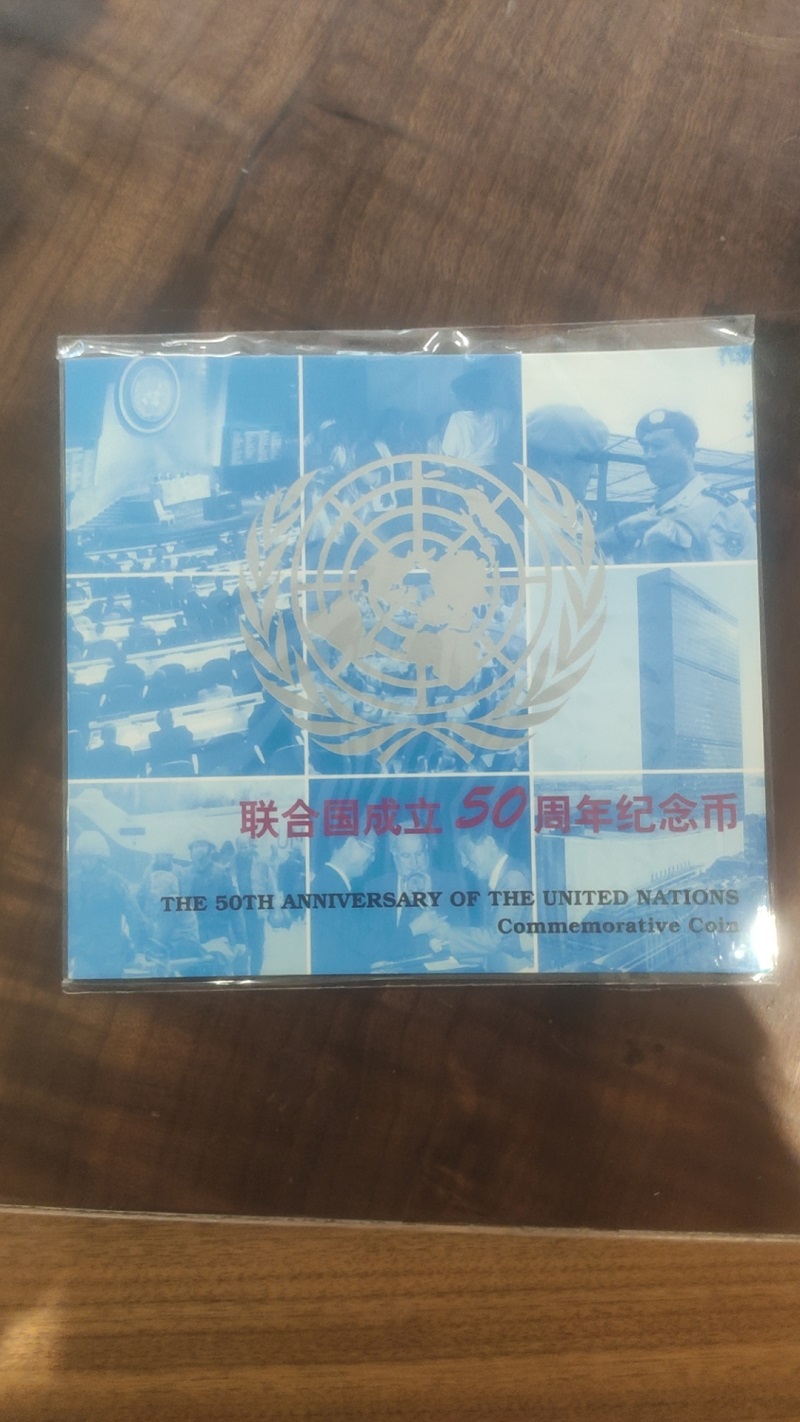 联合国成立50周年纪念币
THE 50TH ANNIVERSARY OF THE UNITED NATIONS
Commemorative Coin